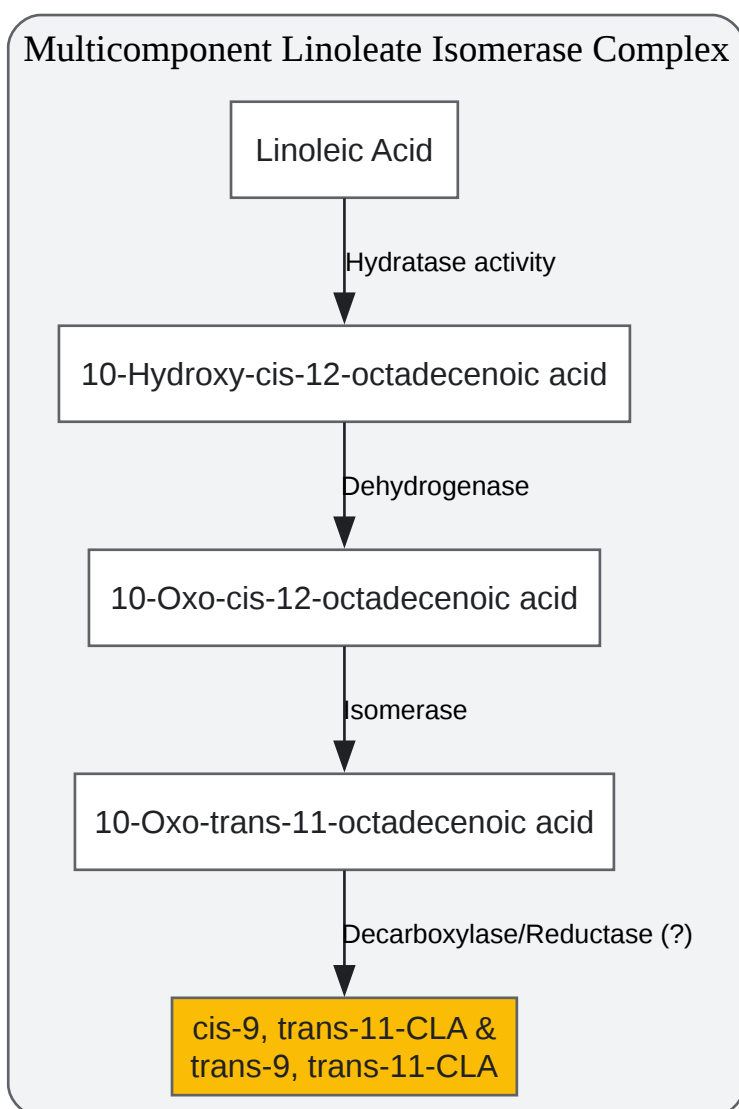 Multicomponent Linoleate Isomerase Complex
Linoleic Acid
Hydratase activity
10-Hydroxy-cis-12-octadecenoic acid
Dehydrogenase
10-Oxo-cis-12-octadecenoic acid
Isomerase
10-Oxo-trans-11-octadecenoic acid
Decarboxylase/Reductase (?)
cis-9, trans-11-CLA &
trans-9, trans-11-CLA